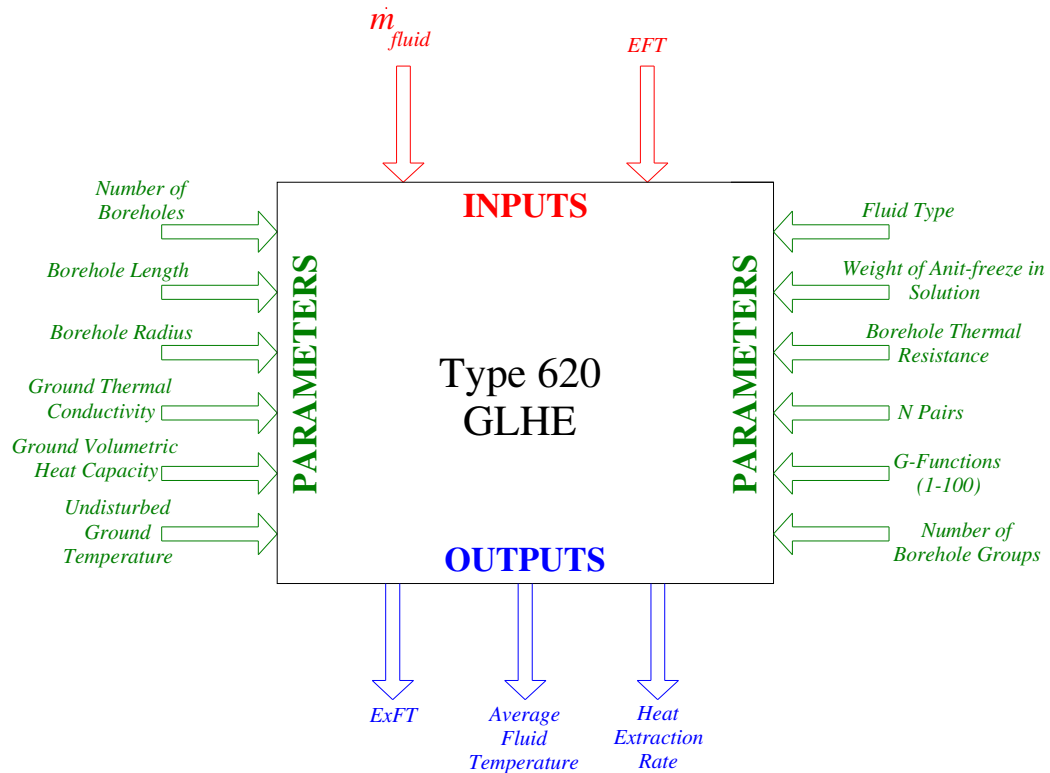 ṁ
fluid
EFT
INPUTS
Number of
Boreholes
Borehole Length
Borehole Radius
Ground Thermal
Conductivity
Ground Volumetric
Heat Capacity
Undisturbed
Ground
Temperature
PARAMETERS
Type 620
GLHE
PARAMETERS
Fluid Type
Weight of Anit-freeze in
Solution
Borehole Thermal
Resistance
N Pairs
G-Functions
(1-100)
Number of
Borehole Groups
OUTPUTS
ExFT
Average
Fluid
Temperature
Heat
Extraction
Rate